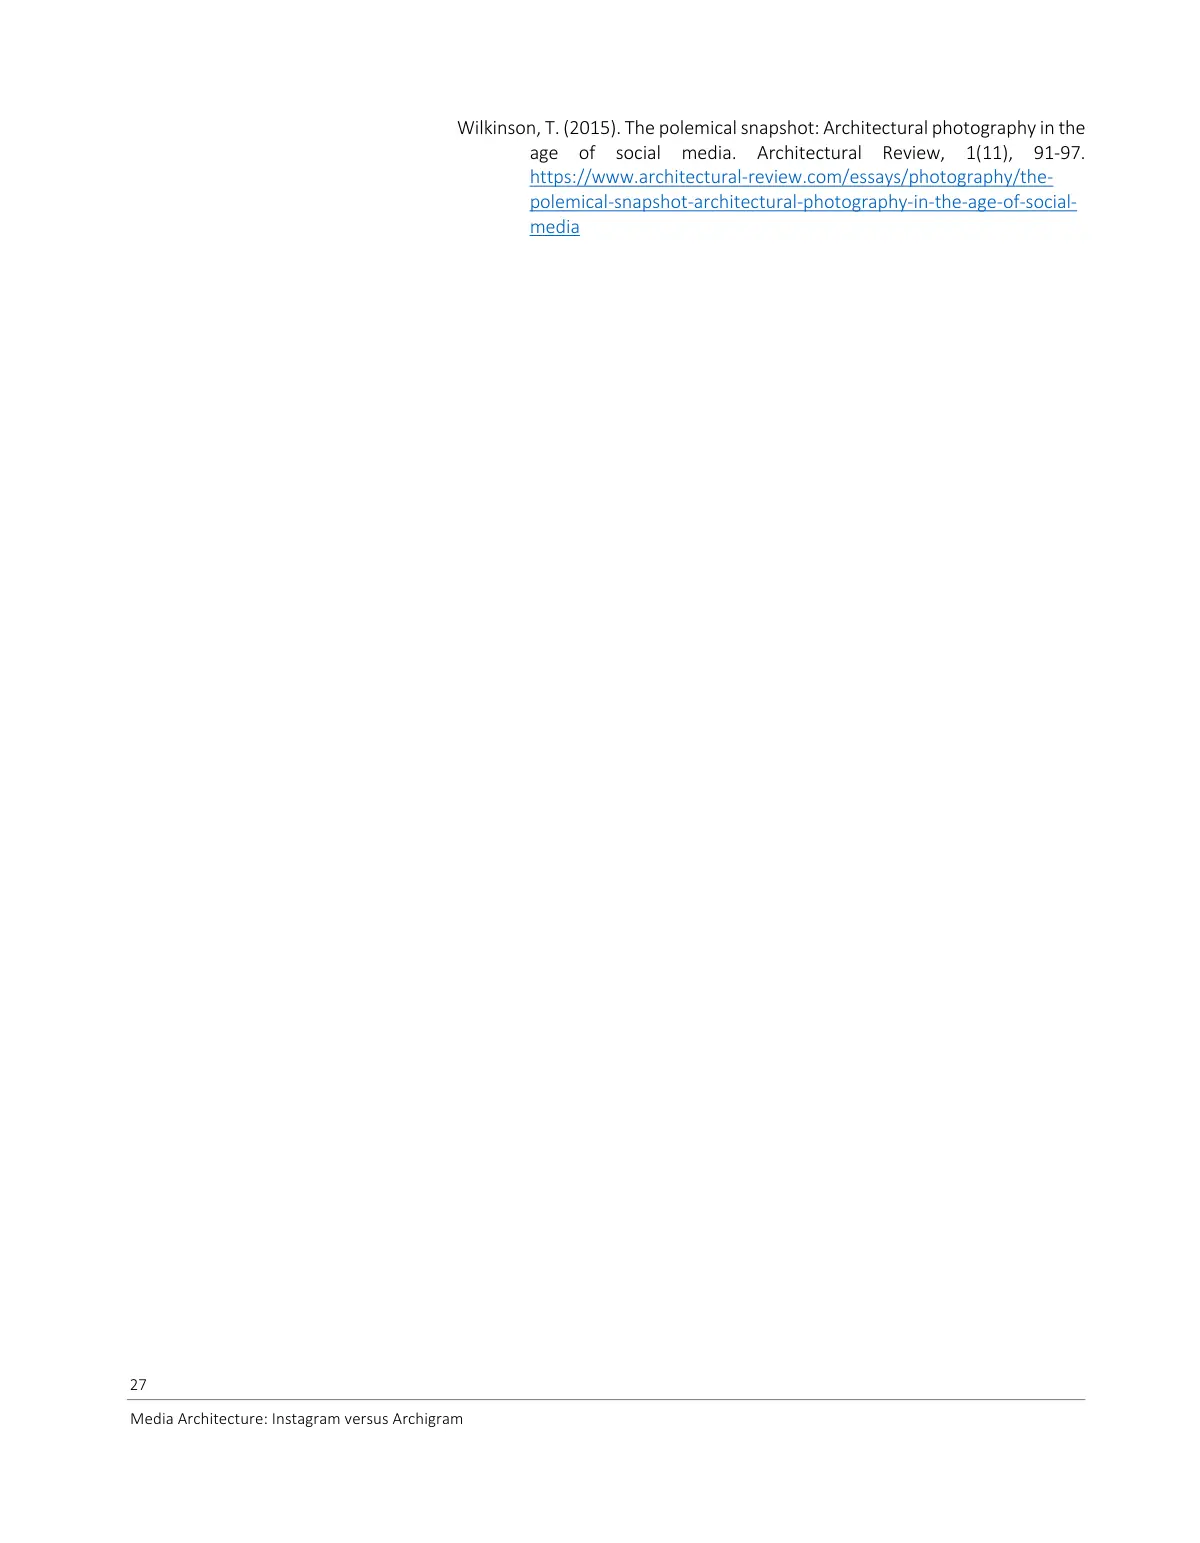 Wilkinson, T. (2015). The polemical snapshot: Architectural photography in the
age of social media. Architectural Review, 1(11), 91-97.
https://www.architectural-review.com/essays/photography/the-
polemical-snapshot-architectural-photography-in-the-age-of-social-
media
27
Media Architecture: Instagram versus Archigram